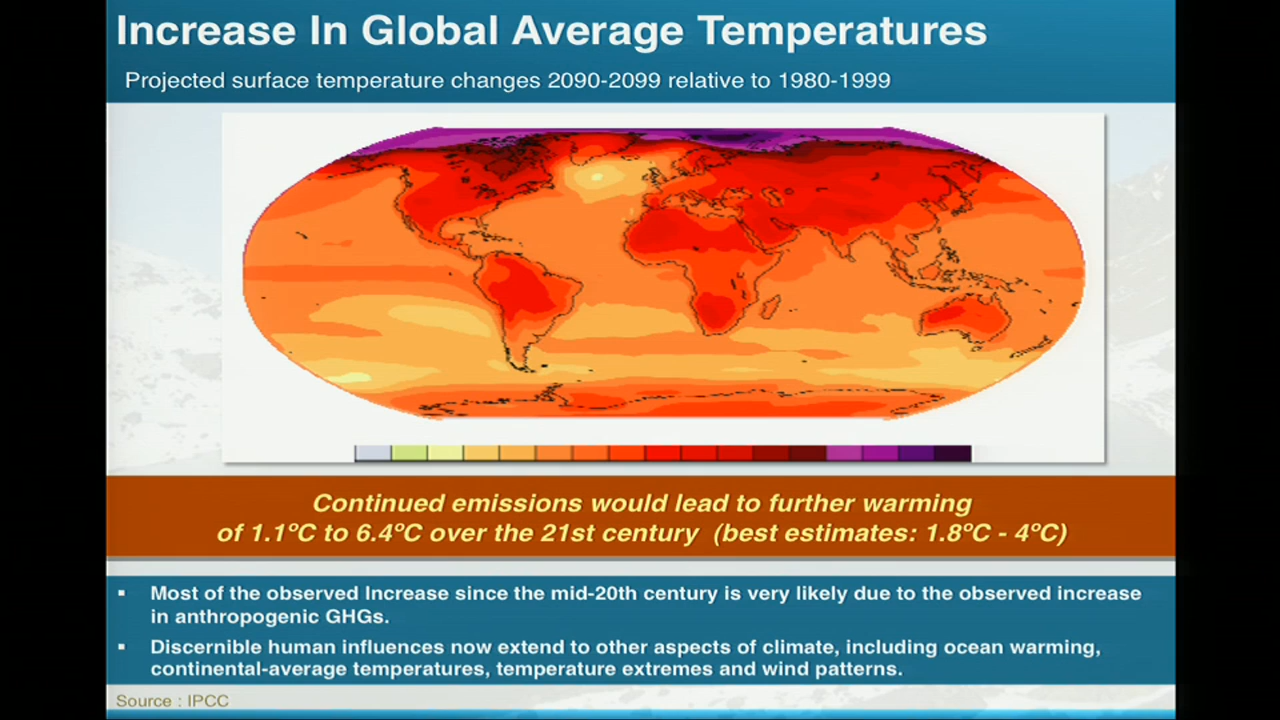 Increase In Global Average Temperatures
Projected surface temperature changes 2090-2099 relative to 1980-1999
Continued emissions would lead to further warming
of 1.1ºC to 6.4ºC over the 21st century (best estimates: 1.8ºC - 4ºC)
▪ Most of the observed Increase since the mid-20th century is very likely due to the observed increase
in anthropogenic GHGs.
▪ Discernible human influences now extend to other aspects of climate, including ocean warming,
continental-average temperatures, temperature extremes and wind patterns.
Source : IPCC